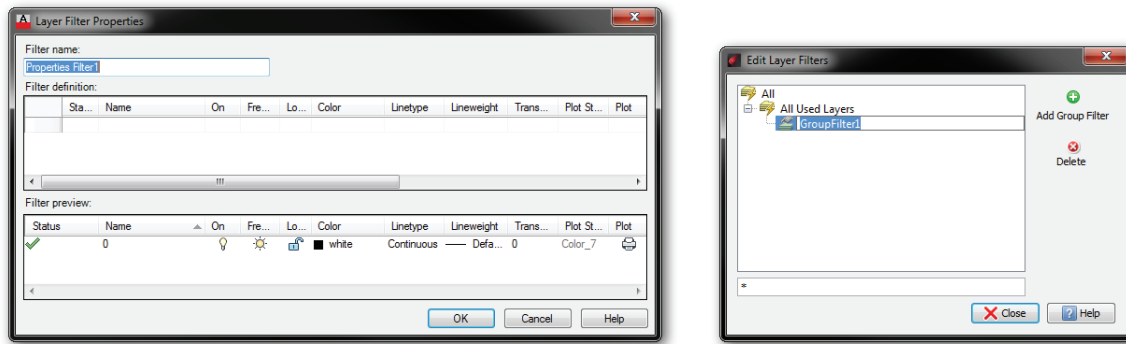 Layer Filter Properties
Filter name:
Properties Filter1
Filter definition:
Sta... Name On Fre... Lo... Color Linetype Lineweight Trans... Plot St... Plot
Filter preview:
Status Name On Fre... Lo... Color Linetype Lineweight Trans... Plot St... Plot
0 white Continuous Defa... 0 Color_7
OK Cancel Help
Edit Layer Filters
All
All Used Layers
GroupFilter1
Add Group Filter
Delete
*
Close Help